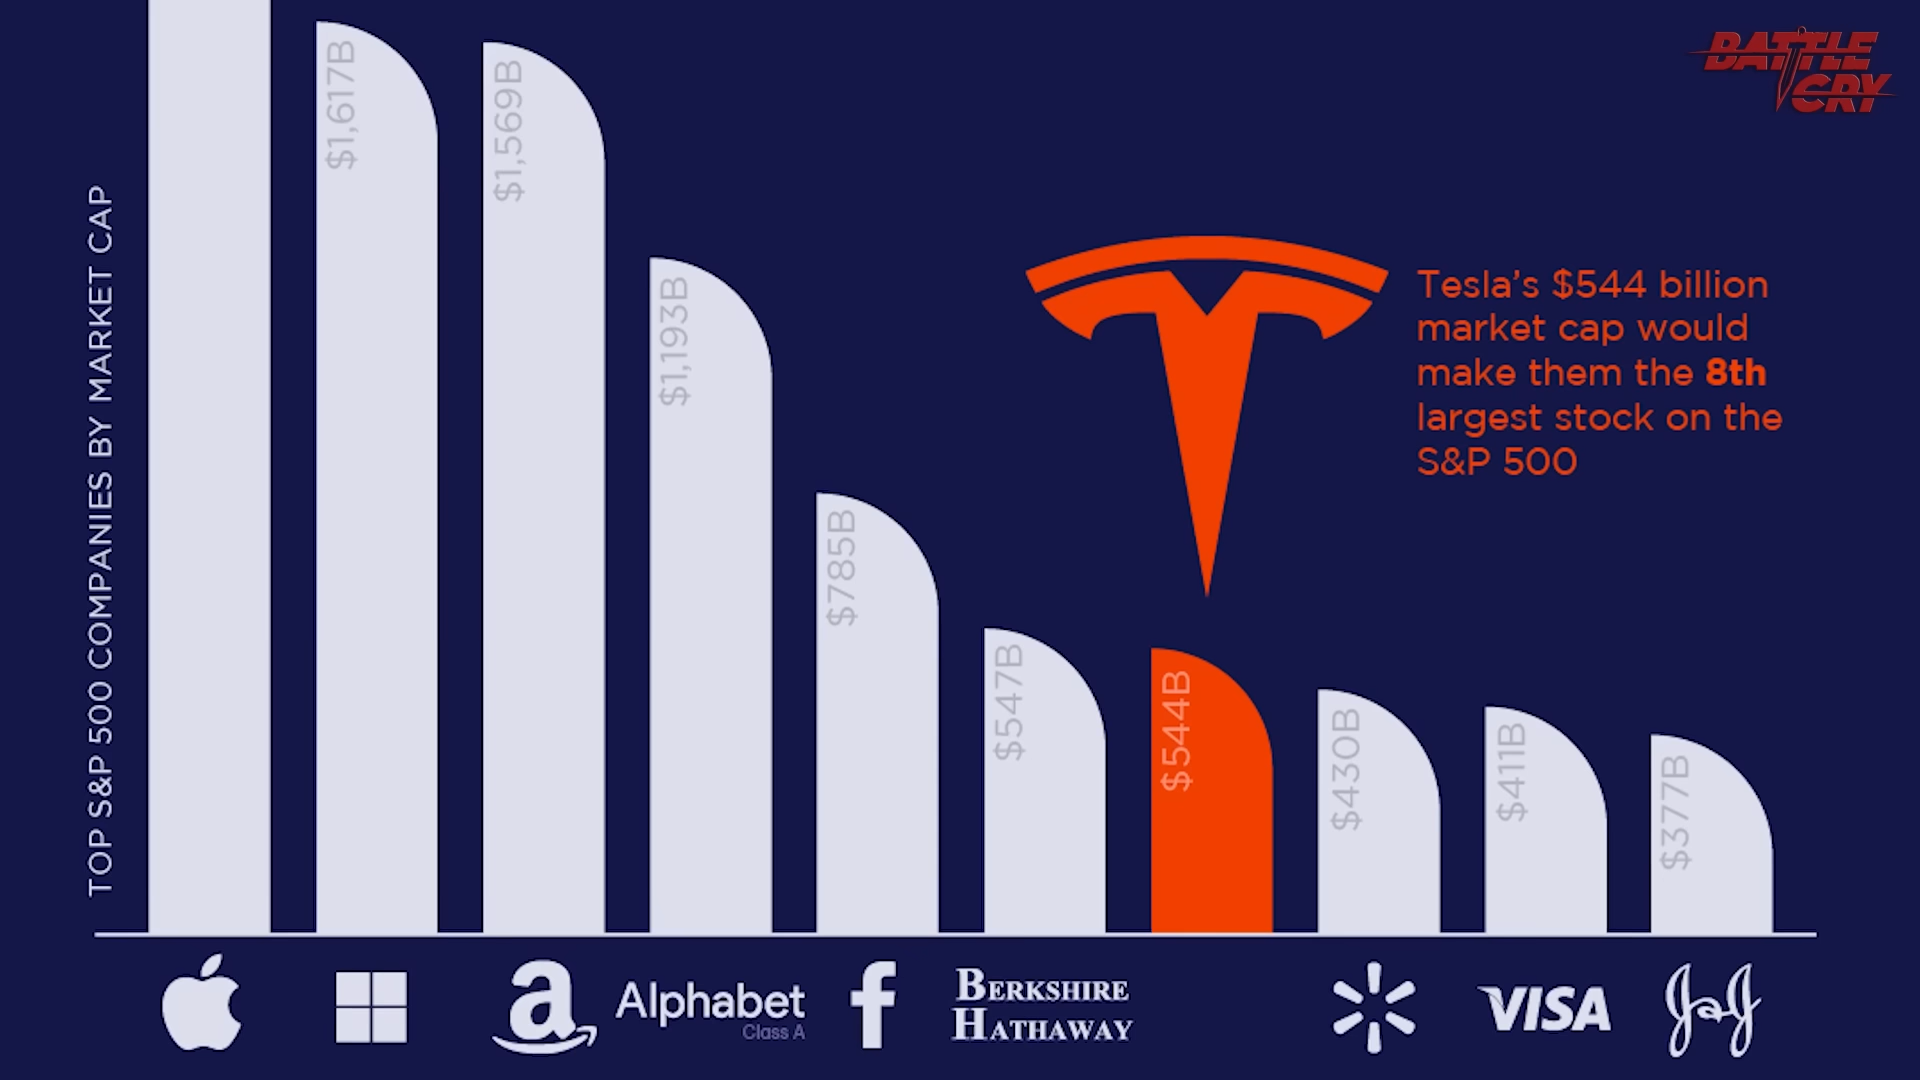 BATTLE
CRY
TOP S&P 500 COMPANIES BY MARKET CAP
$1,617B
$1,569B
$1,193B
$785B
$547B
$544B
$430B
$411B
$377B
Tesla’s $544 billion
market cap would
make them the 8th
largest stock on the
S&P 500
a
Alphabet
Class A
f
BERKSHIRE
HATHAWAY
VISA
J&J